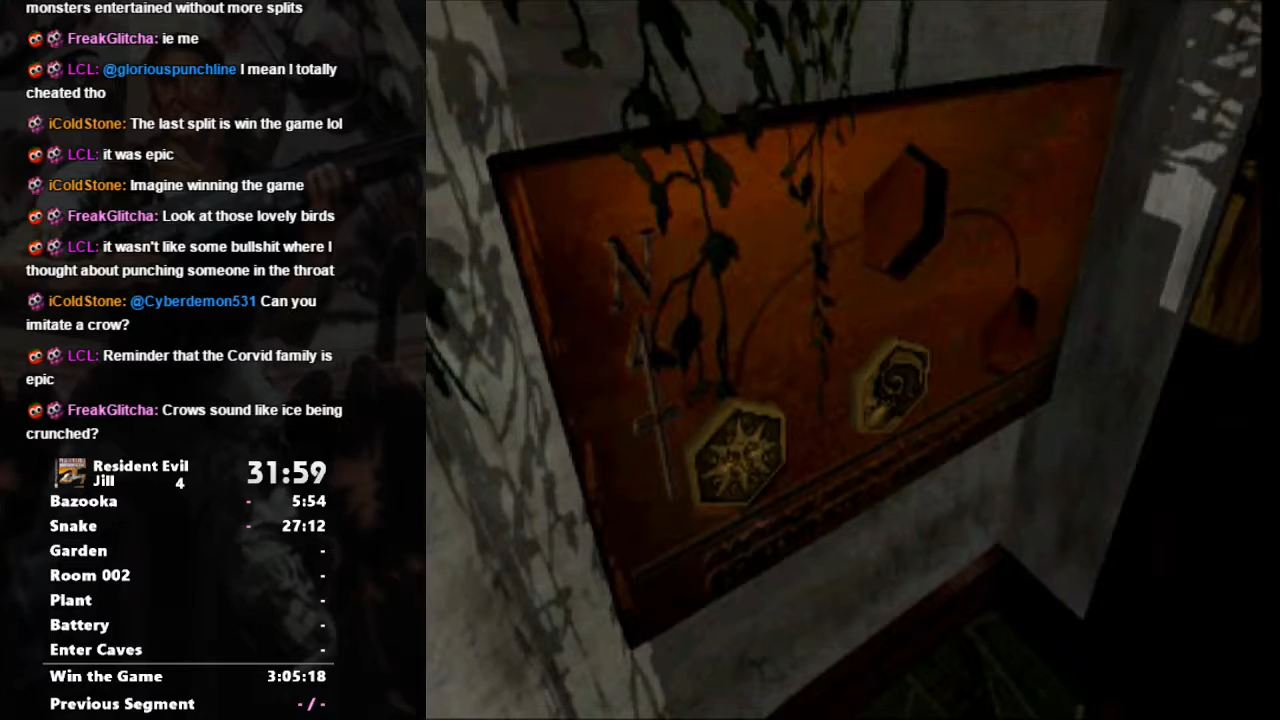 monsters entertained without more splits
FreakGlitcha: ie me
LCL: @gloriouspunchline I mean I totally
cheated tho
iColdStone: The last split is win the game lol
LCL: it was epic
iColdStone: Imagine winning the game
FreakGlitcha: Look at those lovely birds
LCL: it wasn't like some bullshit where I
thought about punching someone in the throat
iColdStone: @Cyberdemon531 Can you
imitate a crow?
LCL: Reminder that the Corvid family is
epic
FreakGlitcha: Crows sound like ice being
crunched?
Resident Evil 31:59
Jill 4
Bazooka - 5:54
Snake - 27:12
Garden -
Room 002 -
Plant -
Battery -
Enter Caves -
Win the Game 3:05:18
Previous Segment - / -
N